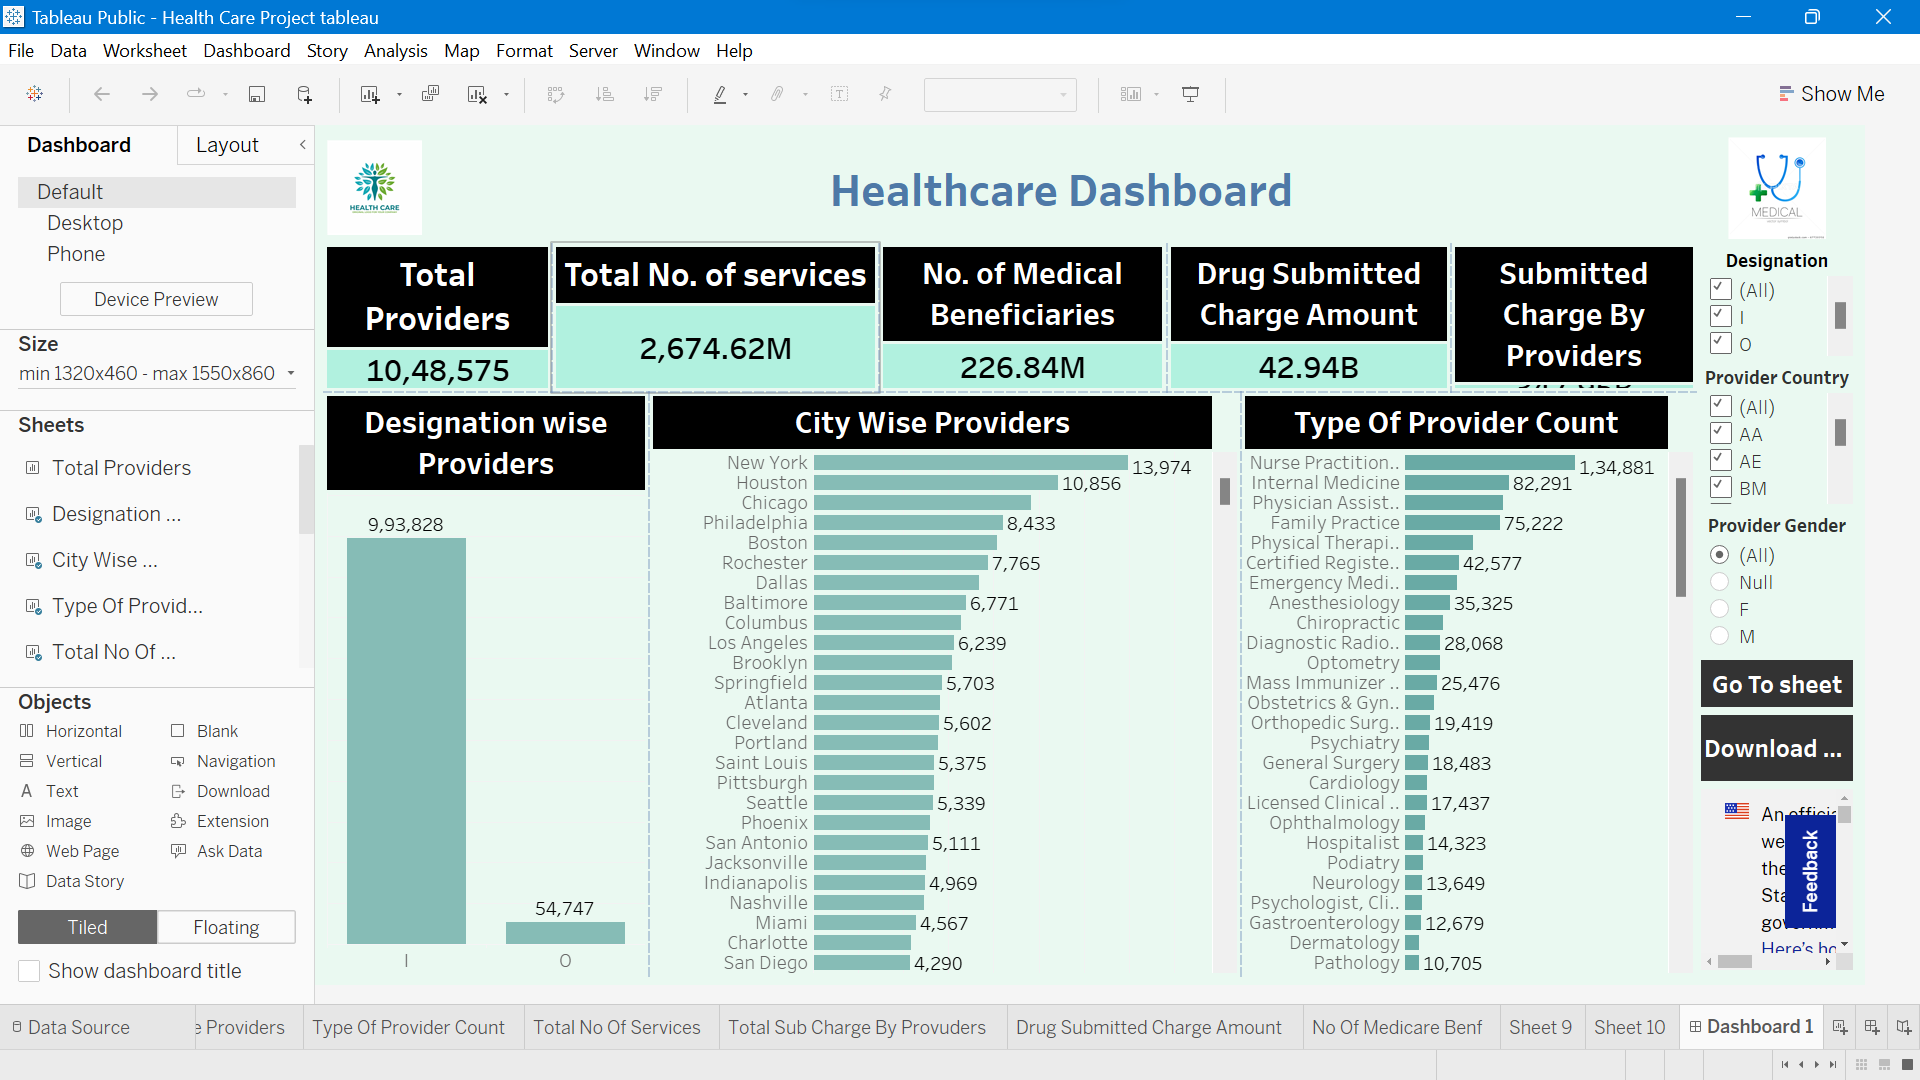 Tableau Public - Health Care Project tableau
File Data Worksheet Dashboard Story Analysis Map Format Server Window Help
Show Me
Dashboard
Layout
Default
Desktop
Phone
Device Preview
Size
min 1320x460 - max 1550x860
Sheets
Total Providers
Designation ...
City Wise ...
Type Of Provid...
Total No Of ...
Objects
Horizontal Blank
Vertical Navigation
Text Download
Image Extension
Web Page Ask Data
Data Story
Tiled Floating
Show dashboard title
HEALTH CARE
Healthcare Dashboard
MEDICAL
Total
Providers
10,48,575
Total No. of services
2,674.62M
No. of Medical
Beneficiaries
226.84M
Drug Submitted
Charge Amount
42.94B
Submitted
Charge By
Providers
Designation wise
Providers
9,93,828
54,747
I O
City Wise Providers
New York 13,974
Houston 10,856
Chicago
Philadelphia 8,433
Boston
Rochester 7,765
Dallas
Baltimore 6,771
Columbus
Los Angeles 6,239
Brooklyn
Springfield 5,703
Atlanta
Cleveland 5,602
Portland
Saint Louis 5,375
Pittsburgh
Seattle 5,339
Phoenix
San Antonio 5,111
Jacksonville
Indianapolis 4,969
Nashville
Miami 4,567
Charlotte
San Diego 4,290
Type Of Provider Count
Nurse Practition.. 1,34,881
Internal Medicine 82,291
Physician Assist..
Family Practice 75,222
Physical Therapi..
Certified Registe.. 42,577
Emergency Medi..
Anesthesiology 35,325
Chiropractic
Diagnostic Radio.. 28,068
Optometry
Mass Immunizer .. 25,476
Obstetrics & Gyn..
Orthopedic Surg.. 19,419
Psychiatry
General Surgery 18,483
Cardiology
Licensed Clinical .. 17,437
Ophthalmology
Hospitalist 14,323
Podiatry
Neurology 13,649
Psychologist, Cli..
Gastroenterology 12,679
Dermatology
Pathology 10,705
Designation
(All)
I
O
Provider Country
(All)
AA
AE
BM
Provider Gender
(All)
Null
F
M
Go To sheet
Download ...
An
we
the
Sta
gov
Here's ho
Feedback
Data Source
e Providers
Type Of Provider Count
Total No Of Services
Total Sub Charge By Provuders
Drug Submitted Charge Amount
No Of Medicare Benf
Sheet 9
Sheet 10
Dashboard 1